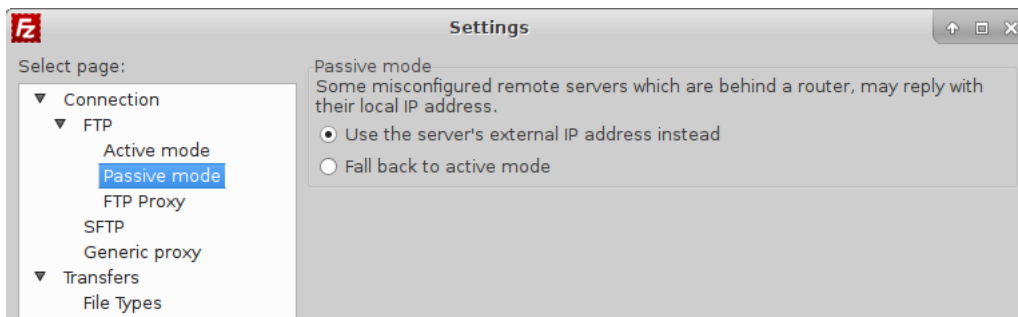 Fz
Settings
Select page:
Connection
FTP
Active mode
Passive mode
FTP Proxy
SFTP
Generic proxy
Transfers
File Types
Passive mode
Some misconfigured remote servers which are behind a router, may reply with
their local IP address.
Use the server's external IP address instead
Fall back to active mode